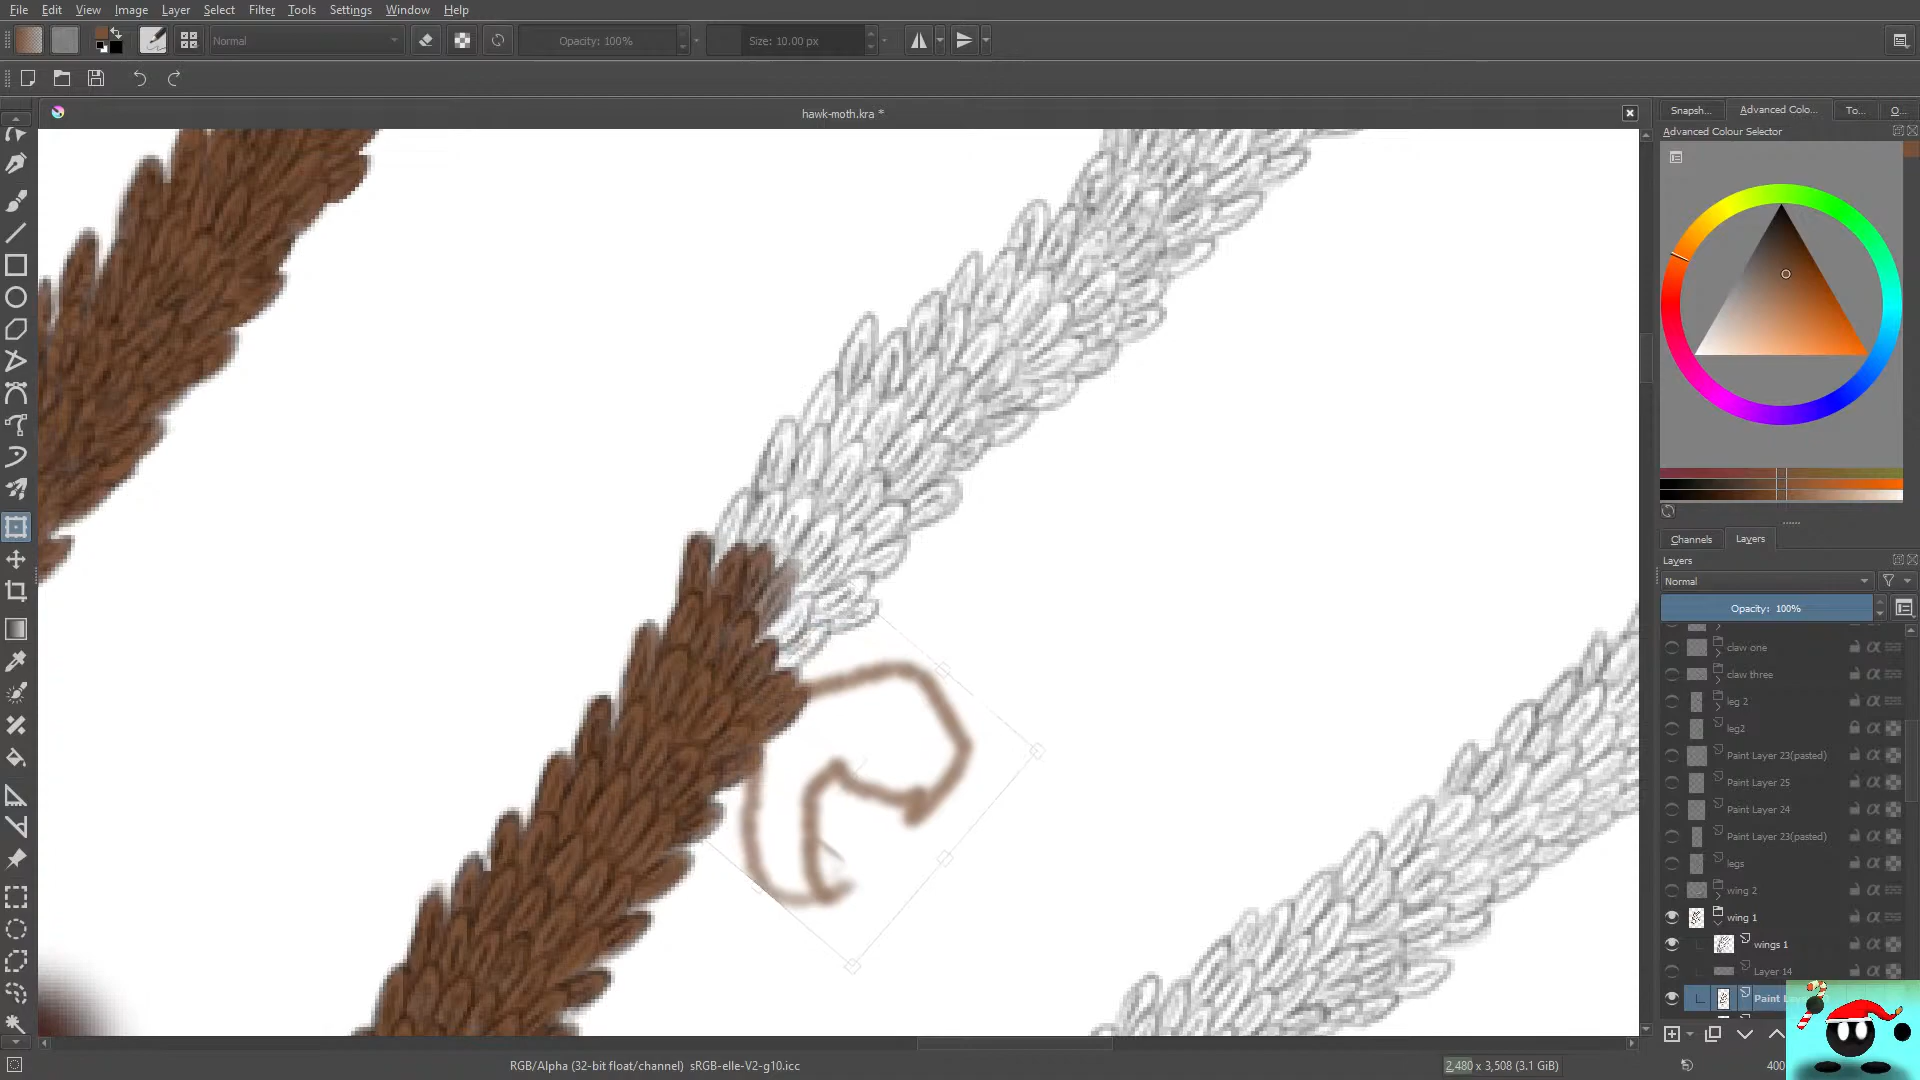 File Edit View Image Layer Select Filter Tools Settings Window Help
Normal Opacity: 100% Size: 10.00 px
hawk-moth.kra *
Snapsh... Advanced Colo... To... O...
Advanced Colour Selector
Channels Layers
Layers
Normal
Opacity: 100%
claw one
claw three
leg 2
leg2
Paint Layer 23(pasted)
Paint Layer 25
Paint Layer 24
Paint Layer 23(pasted)
legs
wing 2
wing 1
wings 1
Layer 14
Paint
RGB/Alpha (32-bit float/channel) sRGB-elle-V2-g10.icc
2,480 x 3,508 (3.1 GiB)
400